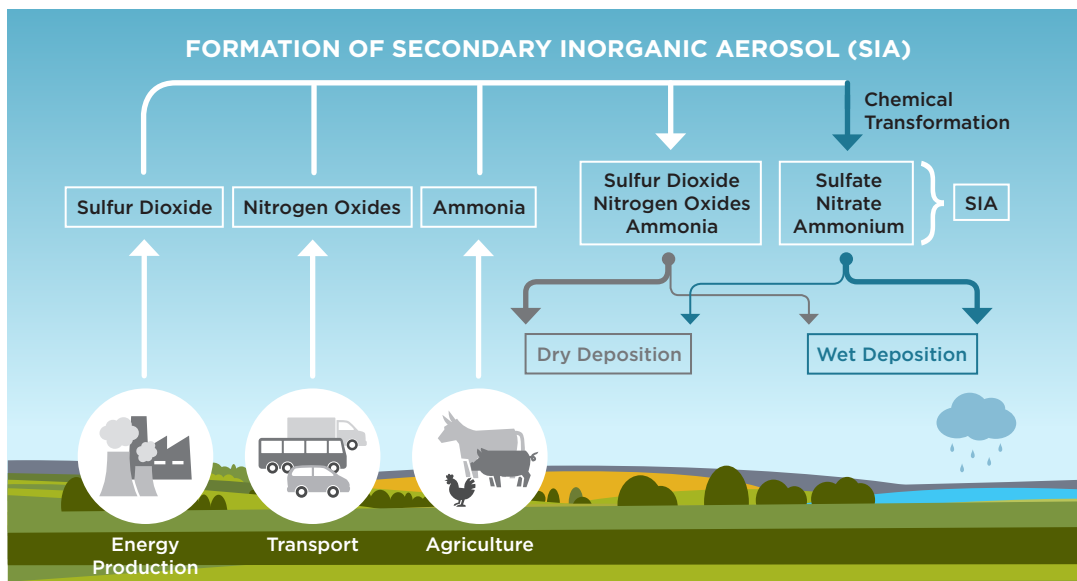 FORMATION OF SECONDARY INORGANIC AEROSOL (SIA)
Chemical
Transformation
Sulfur Dioxide
Nitrogen Oxides
Ammonia
Sulfur Dioxide
Nitrogen Oxides
Ammonia
Sulfate
Nitrate
Ammonium
SIA
Dry Deposition
Wet Deposition
Energy
Production
Transport
Agriculture